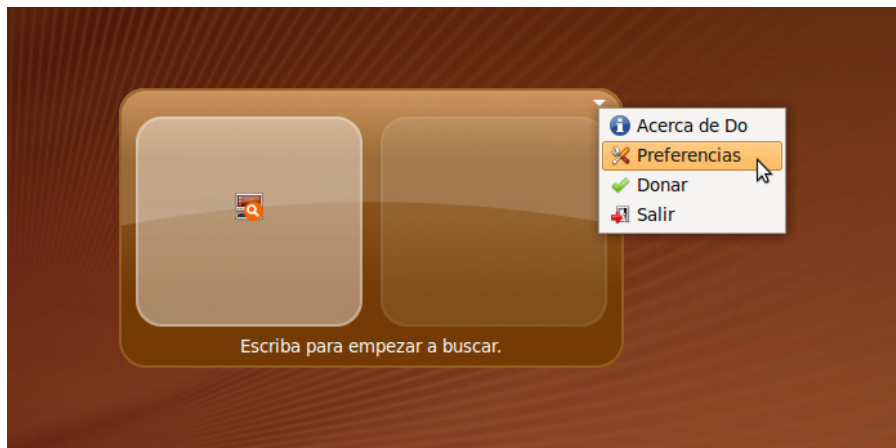 Acerca de Do
Preferencias
Donar
Salir
Escriba para empezar a buscar.